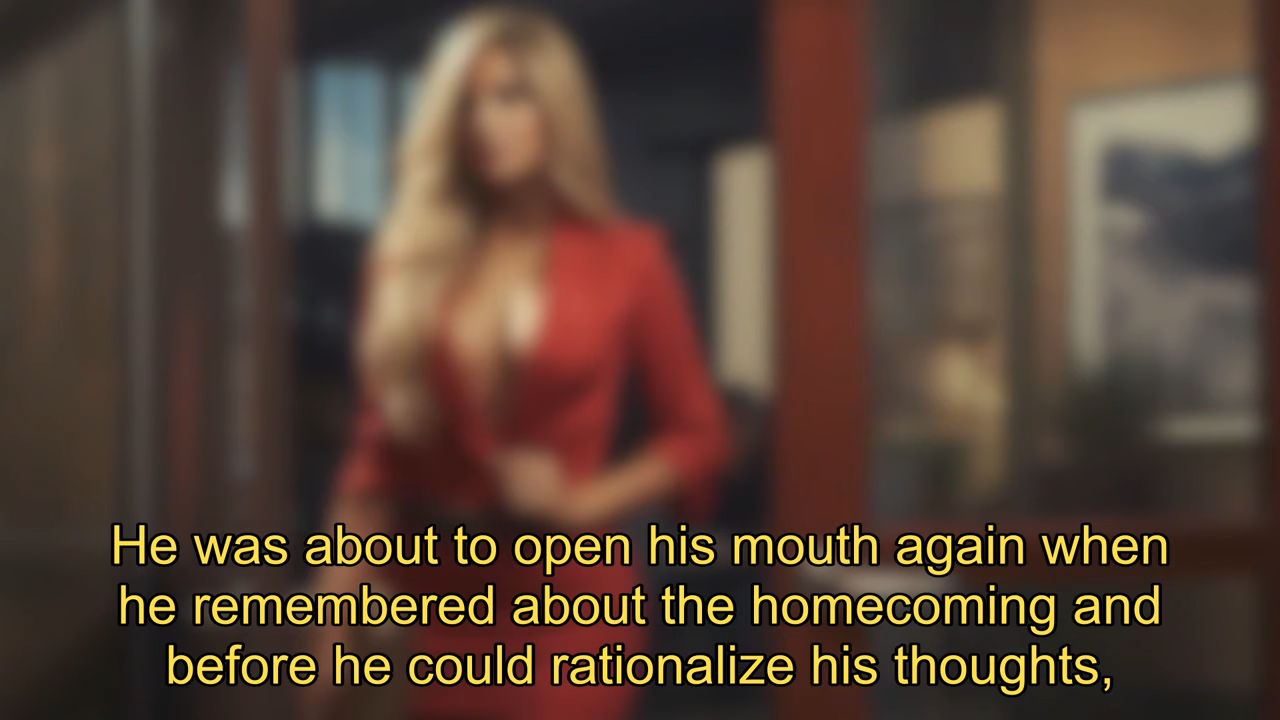 He was about to open his mouth again when
he remembered about the homecoming and
before he could rationalize his thoughts,